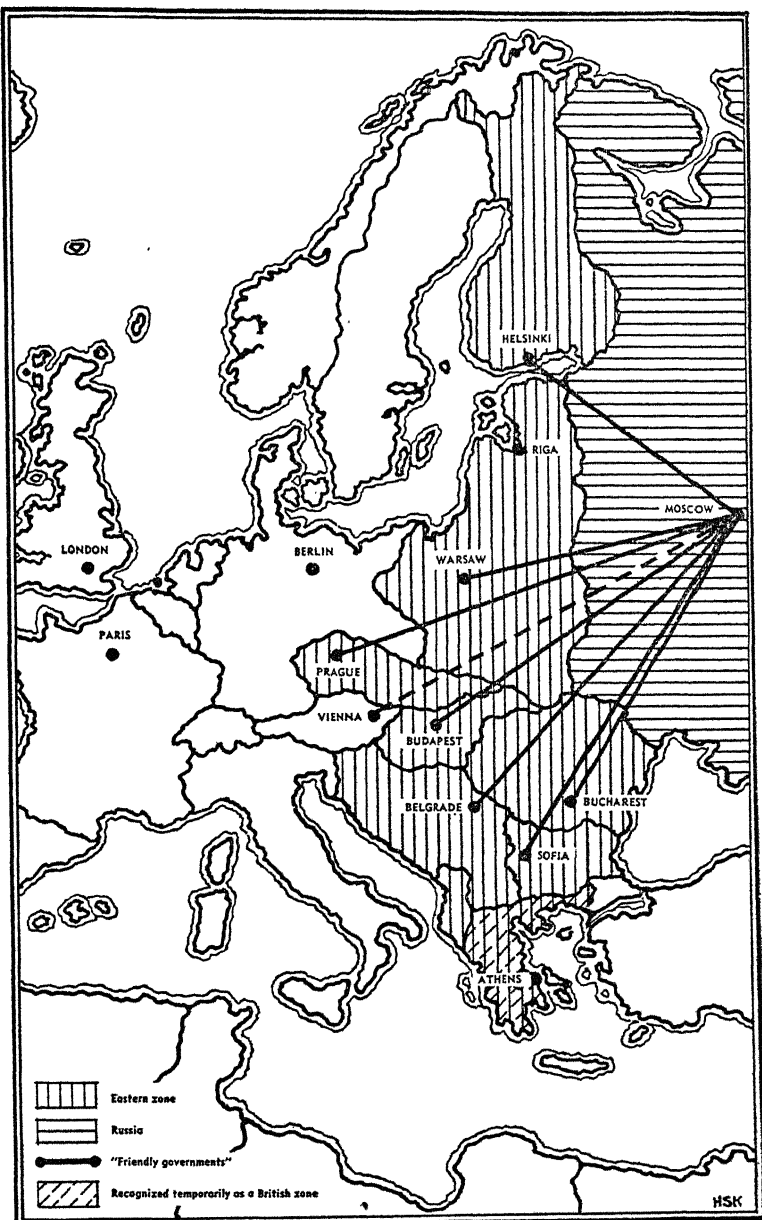 HELSINKI
RIGA
MOSCOW
LONDON
BERLIN
WARSAW
PARIS
PRAGUE
VIENNA
BUDAPEST
BELGRADE
BUCHAREST
SOFIA
ATHENS
Eastern zone
Russia
"Friendly governments"
Recognized temporarily as a British zone
HSK